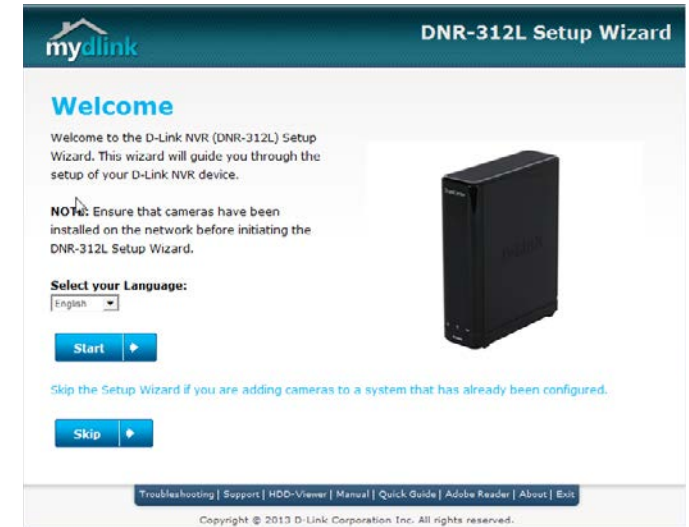 mydlink
DNR-312L Setup Wizard
Welcome
Welcome to the D-Link NVR (DNR-312L) Setup
Wizard. This wizard will guide you through the
setup of your D-Link NVR device.
NOTE: Ensure that cameras have been
installed on the network before initiating the
DNR-312L Setup Wizard.
Select your Language:
English
Start
Skip the Setup Wizard if you are adding cameras to a system that has already been configured.
Skip
Troubleshooting | Support | HDD-Viewer | Manual | Quick Guide | Adobe Reader | About | Exit
Copyright © 2013 D-Link Corporation Inc. All rights reserved.